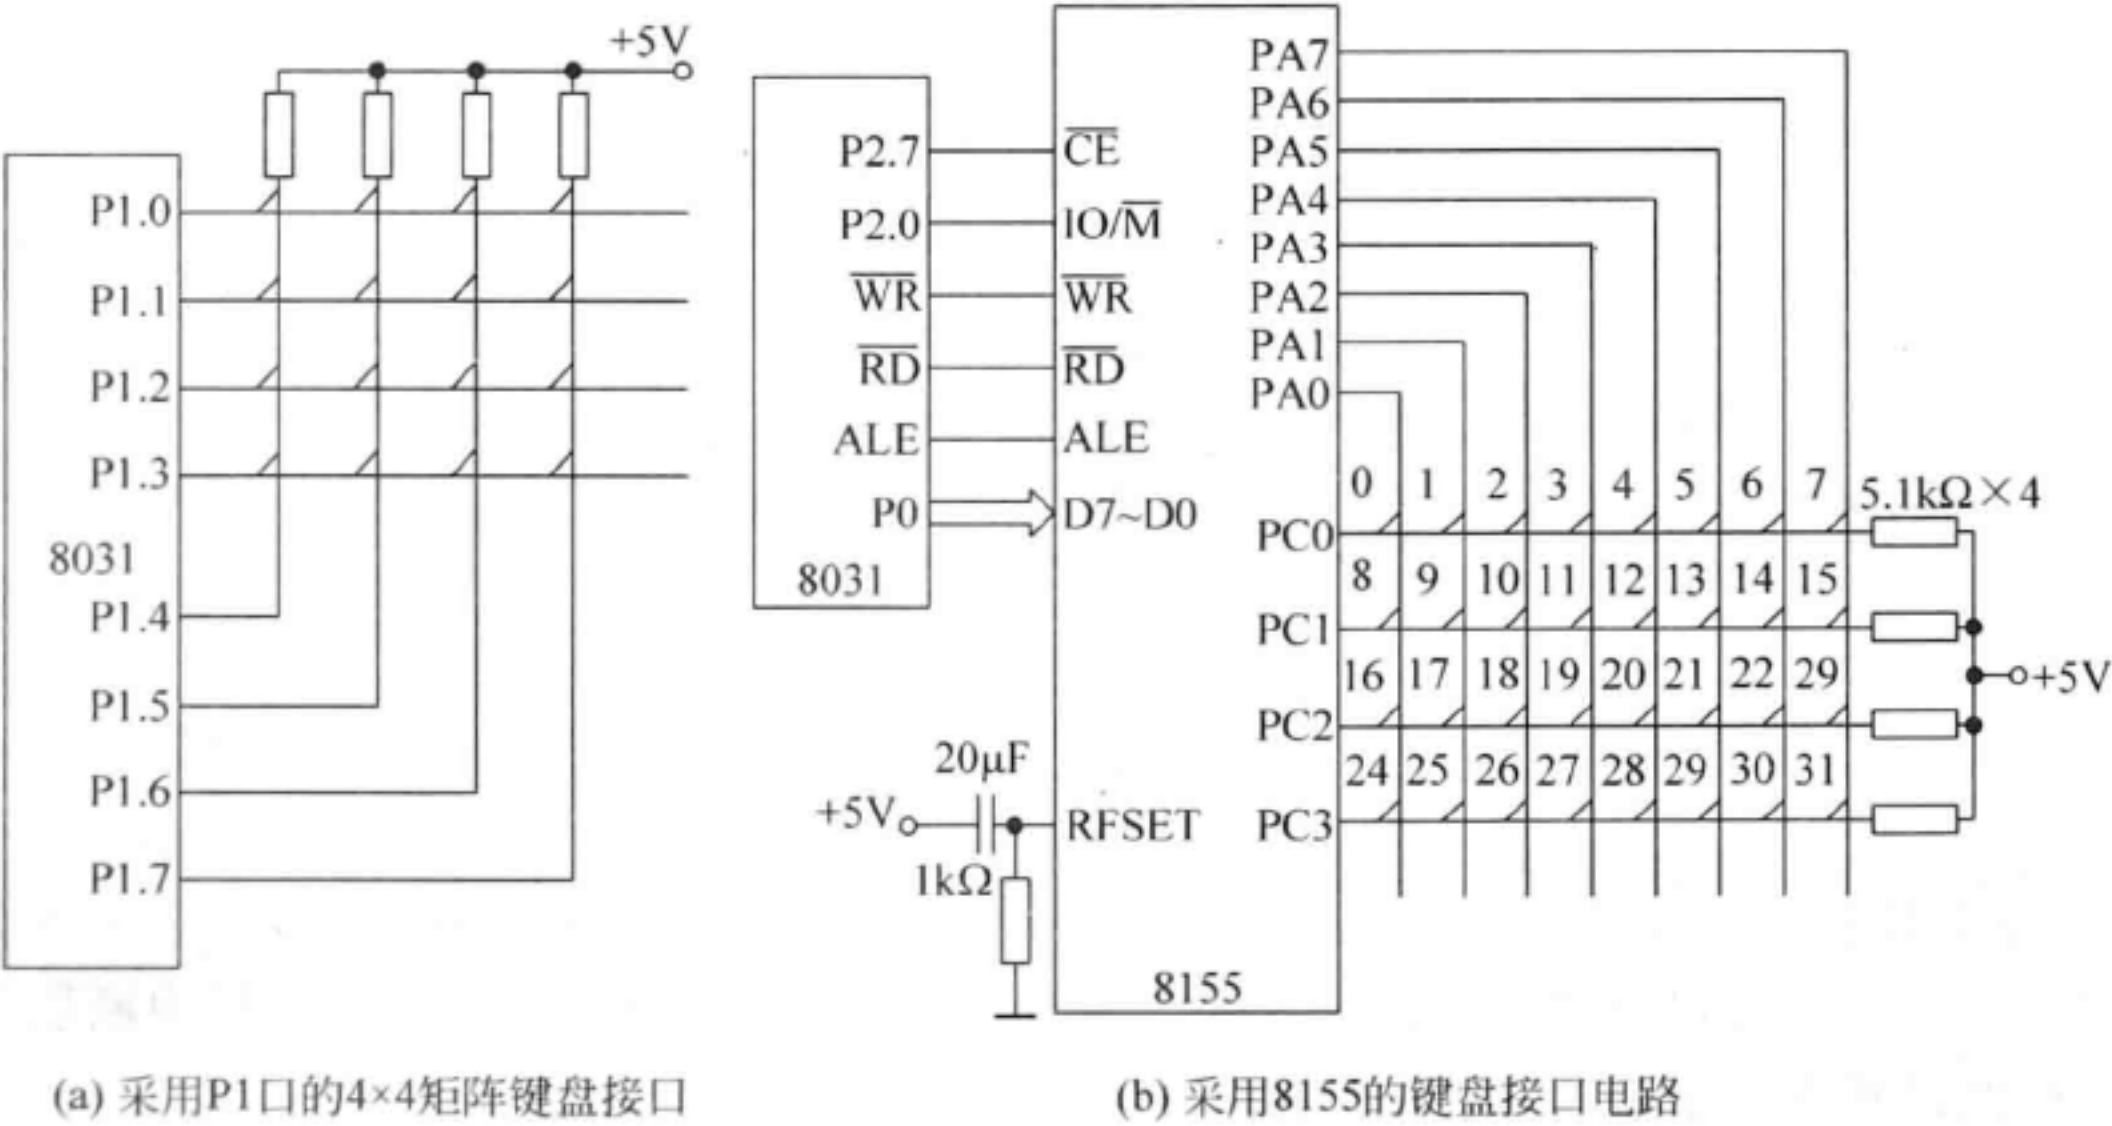 +5V
P1.0
P1.1
P1.2
P1.3
8031
P1.4
P1.5
P1.6
P1.7
(a) 采用P1口的4×4矩阵键盘接口
P2.7
P2.0
WR
RD
ALE
P0
8031
CE
IO/M
WR
RD
ALE
D7~D0
20μF
+5V
1kΩ
RFSET
8155
PA7
PA6
PA5
PA4
PA3
PA2
PA1
PA0
0 1 2 3 4 5 6 7 5.1kΩ×4
PC0
8 9 10 11 12 13 14 15
PC1
16 17 18 19 20 21 22 29
+5V
PC2
24 25 26 27 28 29 30 31
PC3
(b) 采用8155的键盘接口电路